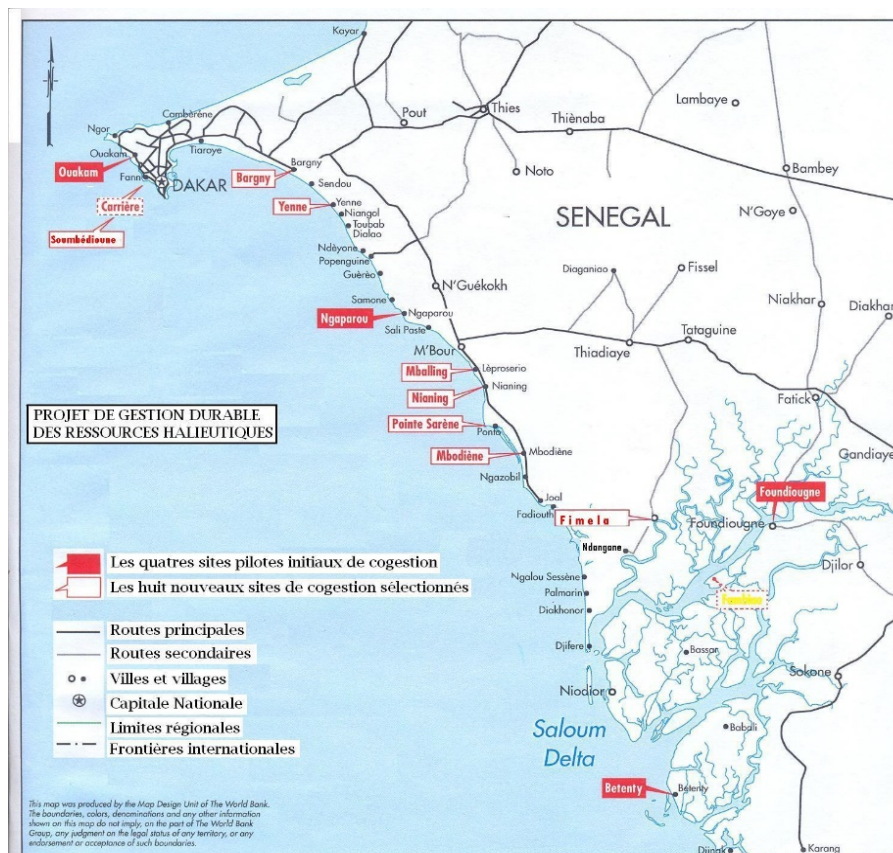 Kayar
Thies
Pout
Lambaye
Thiènaba
Cambèrène
Ngor
Tiaroye
Ouakam
Ouakam
Fann
DAKAR
Bargny
Bargny
Noto
Bambey
Sendou
Carrière
Yenne
Yenne
Niangol
N'Goye
Soumbédioune
Toubab
Dialao
SENEGAL
Ndèyone
Popenguine
Guèrèo
Diaganiao
Fissel
N'Guékokh
Niakhar
Diakhar
Samone
Ngaparou
Ngaparou
Sali Paste
M'Bour
Tataguine
Thiadiaye
Mballing
Lèproserio
Nianing
Nianing
Fatick
PROJET DE GESTION DURABLE
DES RESSOURCES HALIEUTIQUES
Pointe Sarène
Ponto
Mbodiène
Mbodiène
Gandiaye
Ngazobil
Foundiougne
Joal
Fadiouth
Fimela
Foundiougne
Ndangane
Les quatres sites pilotes initiaux de cogestion
Les huit nouveaux sites de cogestion sélectionnés
Djilor
Ngalou Sessène
Palmarin
Diakhonor
Routes principales
Routes secondaires
Villes et villages
Capitale Nationale
Limites régionales
Frontières internationales
Djifere
Bassar
Sokone
Niodior
Saloum
Delta
Babali
Betenty
Betenty
This map was produced by the Map Design Unit of The World Bank.
The boundaries, colors, denominations and any other information
shown on this map do not imply, on the part of The World Bank
Group, any judgment on the legal status of any territory, or any
endorsement or acceptance of such boundaries.
Karang